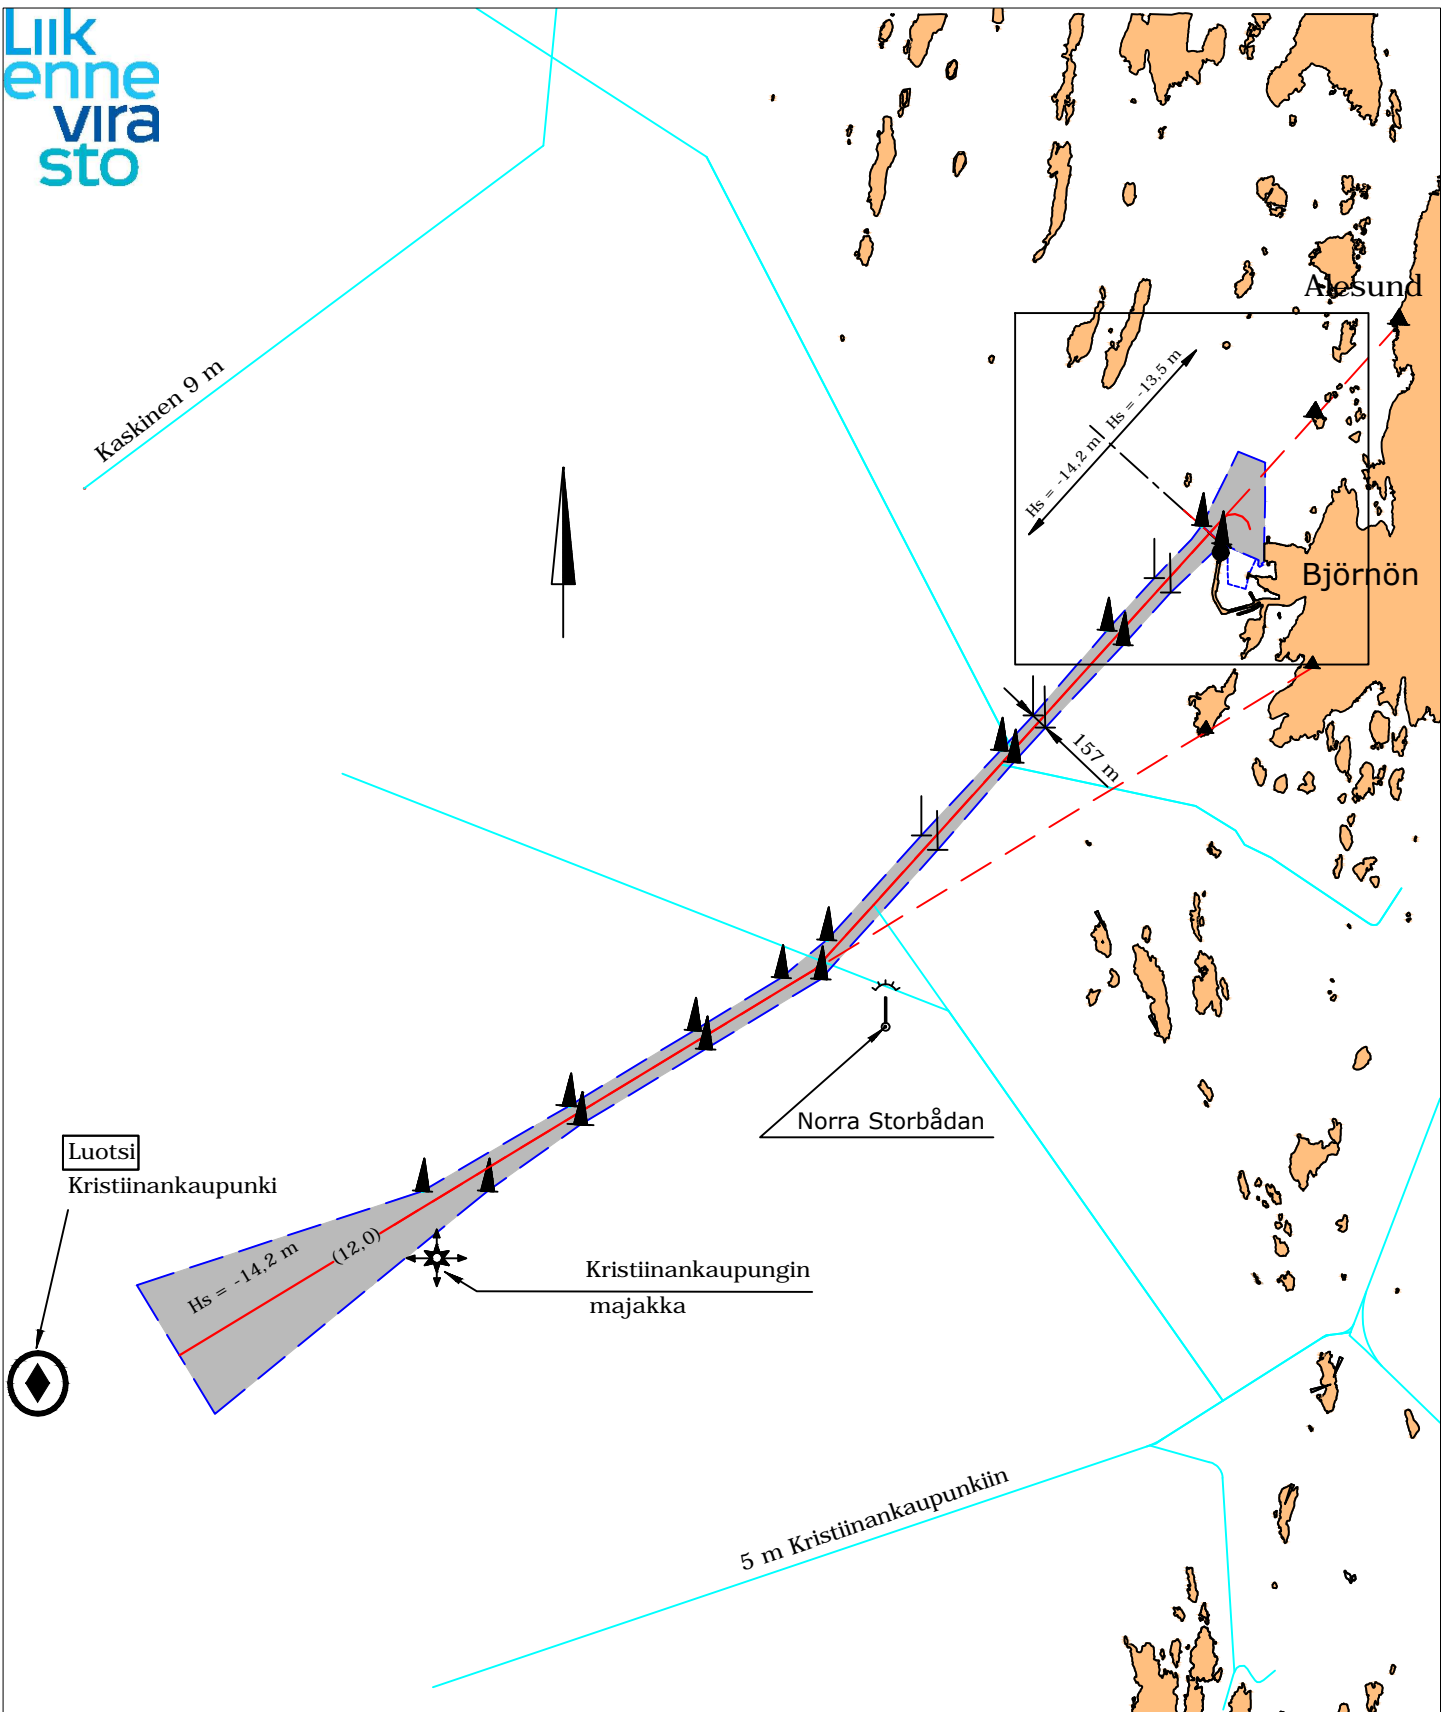 Liik
enne
vira
sto
Alesund
Kaskinen 9 m
Hs = -14,2 m
Hs = -13,5 m
Björnön
157 m
Norra Storbådan
Luotsi
Kristiinankaupunki
Hs = -14,2 m
(12,0)
Kristiinankaupungin
majakka
5 m Kristiinankaupunkiin